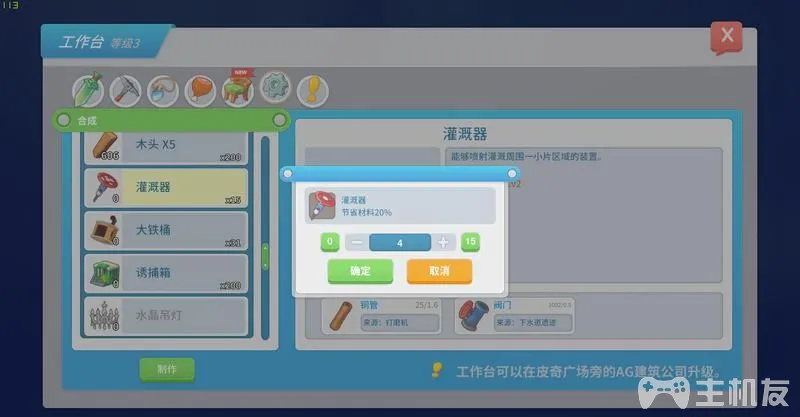 113
工作台 等级3
X
NEW
合成
灌溉器
木头 X5
606
x200
能够喷射灌溉周围一小片区域的装置。
灌溉器
0
x15
灌溉器
节省材料20%
大铁桶
0
x31
0
4
15
诱捕箱
0
x200
确定
取消
水晶吊灯
0
铜管
25/1.6
来源：打磨机
阀门
来源：下水道遗迹
制作
工作台可以在皮奇广场旁的AG建筑公司升级。
主机友